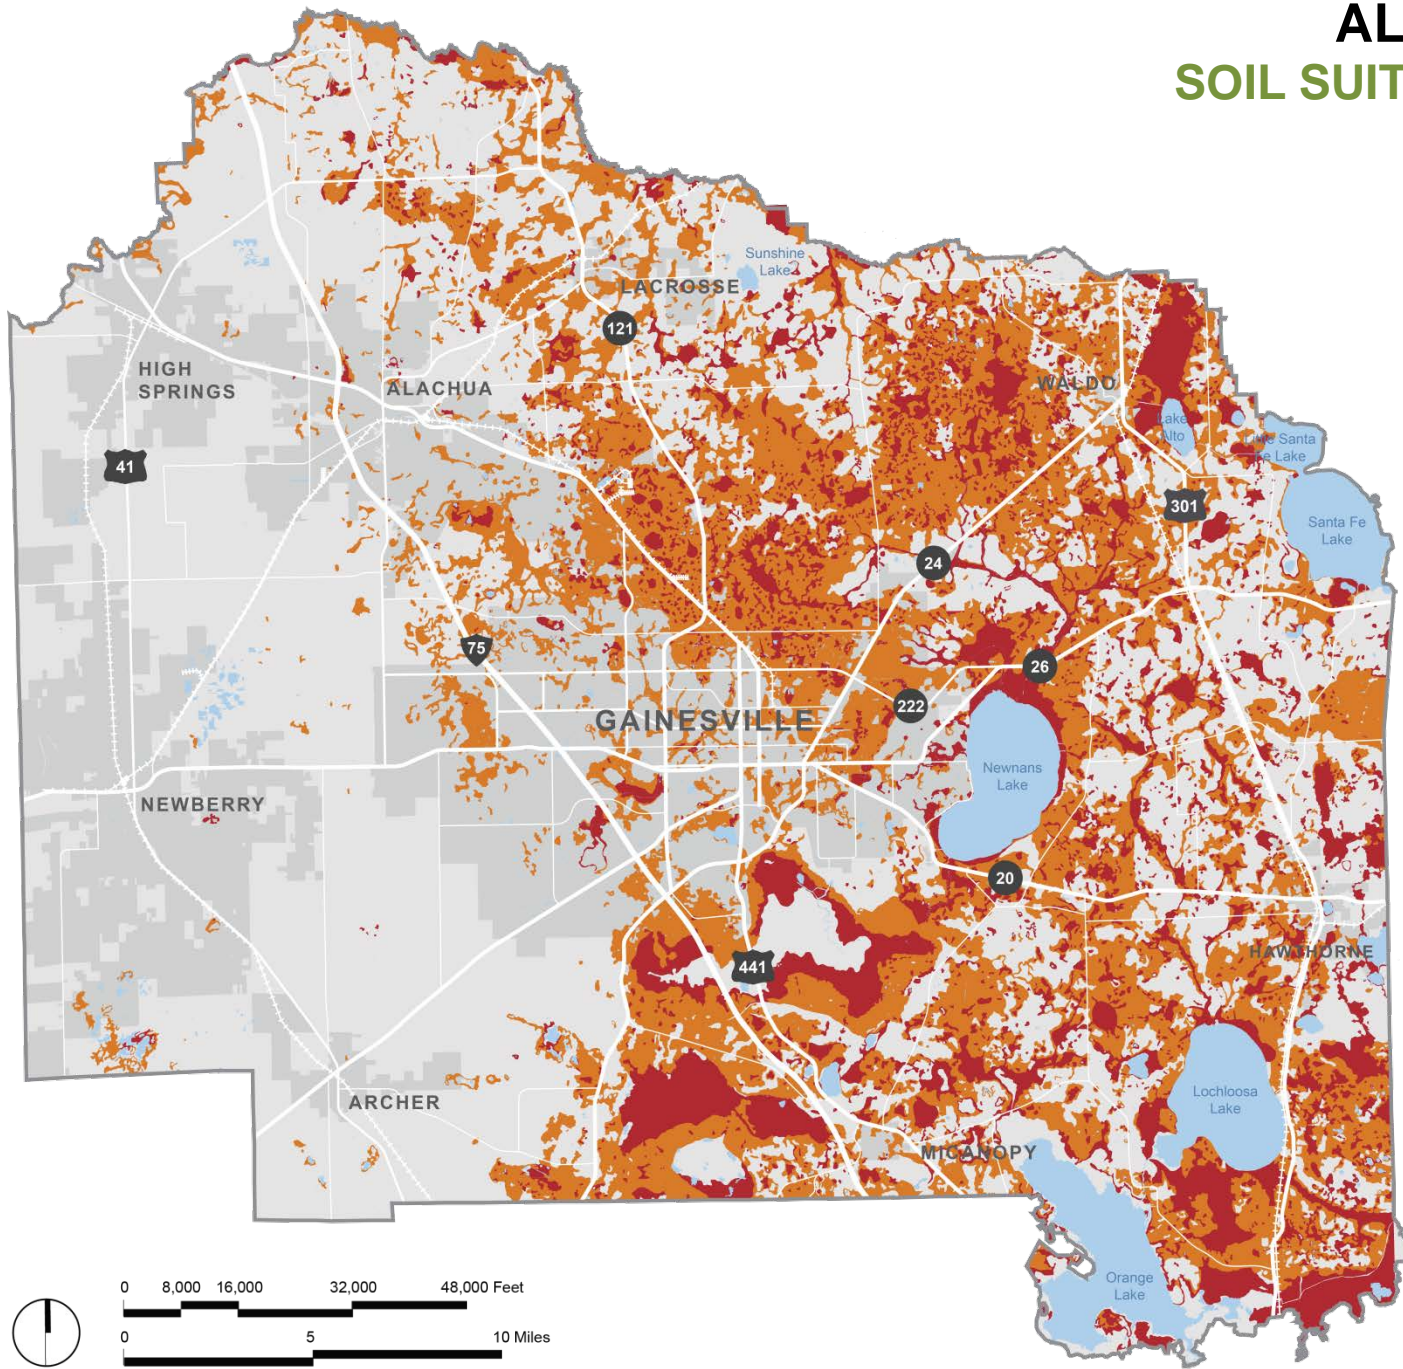 AL
SOIL SUIT
Sunshine
Lake
LACROSSE
121
HIGH
SPRINGS
ALACHUA
WALDO
Lake
Alto
Little Santa
Fe Lake
41
301
Santa Fe
Lake
24
75
26
222
GAINESVILLE
Newnans
Lake
NEWBERRY
20
HAWTHORNE
441
ARCHER
Lochloosa
Lake
MICANOPY
Orange
Lake
0 8,000 16,000 32,000 48,000 Feet
0 5 10 Miles